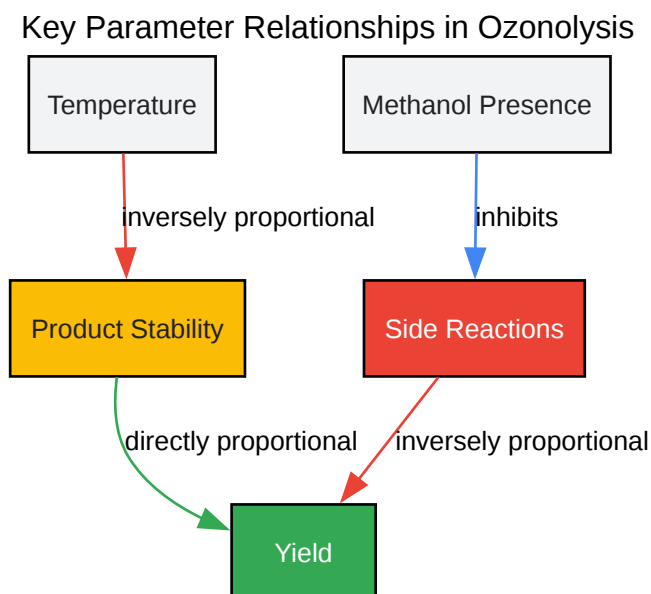 Key Parameter Relationships in Ozonolysis
Temperature
Methanol Presence
inversely proportional
inhibits
Product Stability
Side Reactions
directly proportional
inversely proportional
Yield